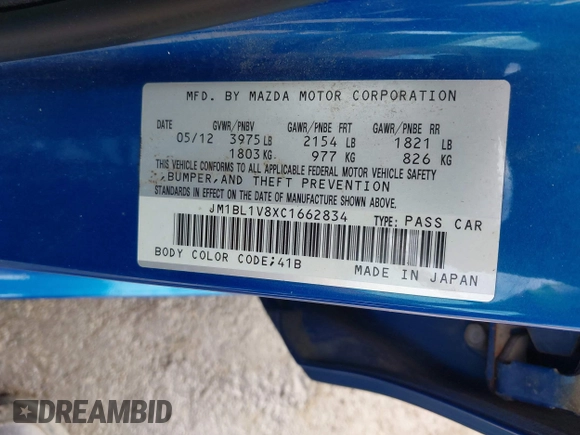 MFD. BY MAZDA MOTOR CORPORATION
DATE GVWR/PNBV GAWR/PNBE FRT GAWR/PNBE RR
05/12 3975 LB 2154 LB 1821 LB
1803 KG 977 KG 826 KG
THIS VEHICLE CONFORMS TO ALL APPLICABLE FEDERAL MOTOR VEHICLE SAFETY
,BUMPER,AND THEFT PREVENTION
STANDARDS IN EFFECT ON THE DATE OF MANUFACTURE SHOWN ABOVE.
JM1BL1V8XC1662834 TYPE: PASS CAR
BODY COLOR CODE;41B MADE IN JAPAN
DREAMBID